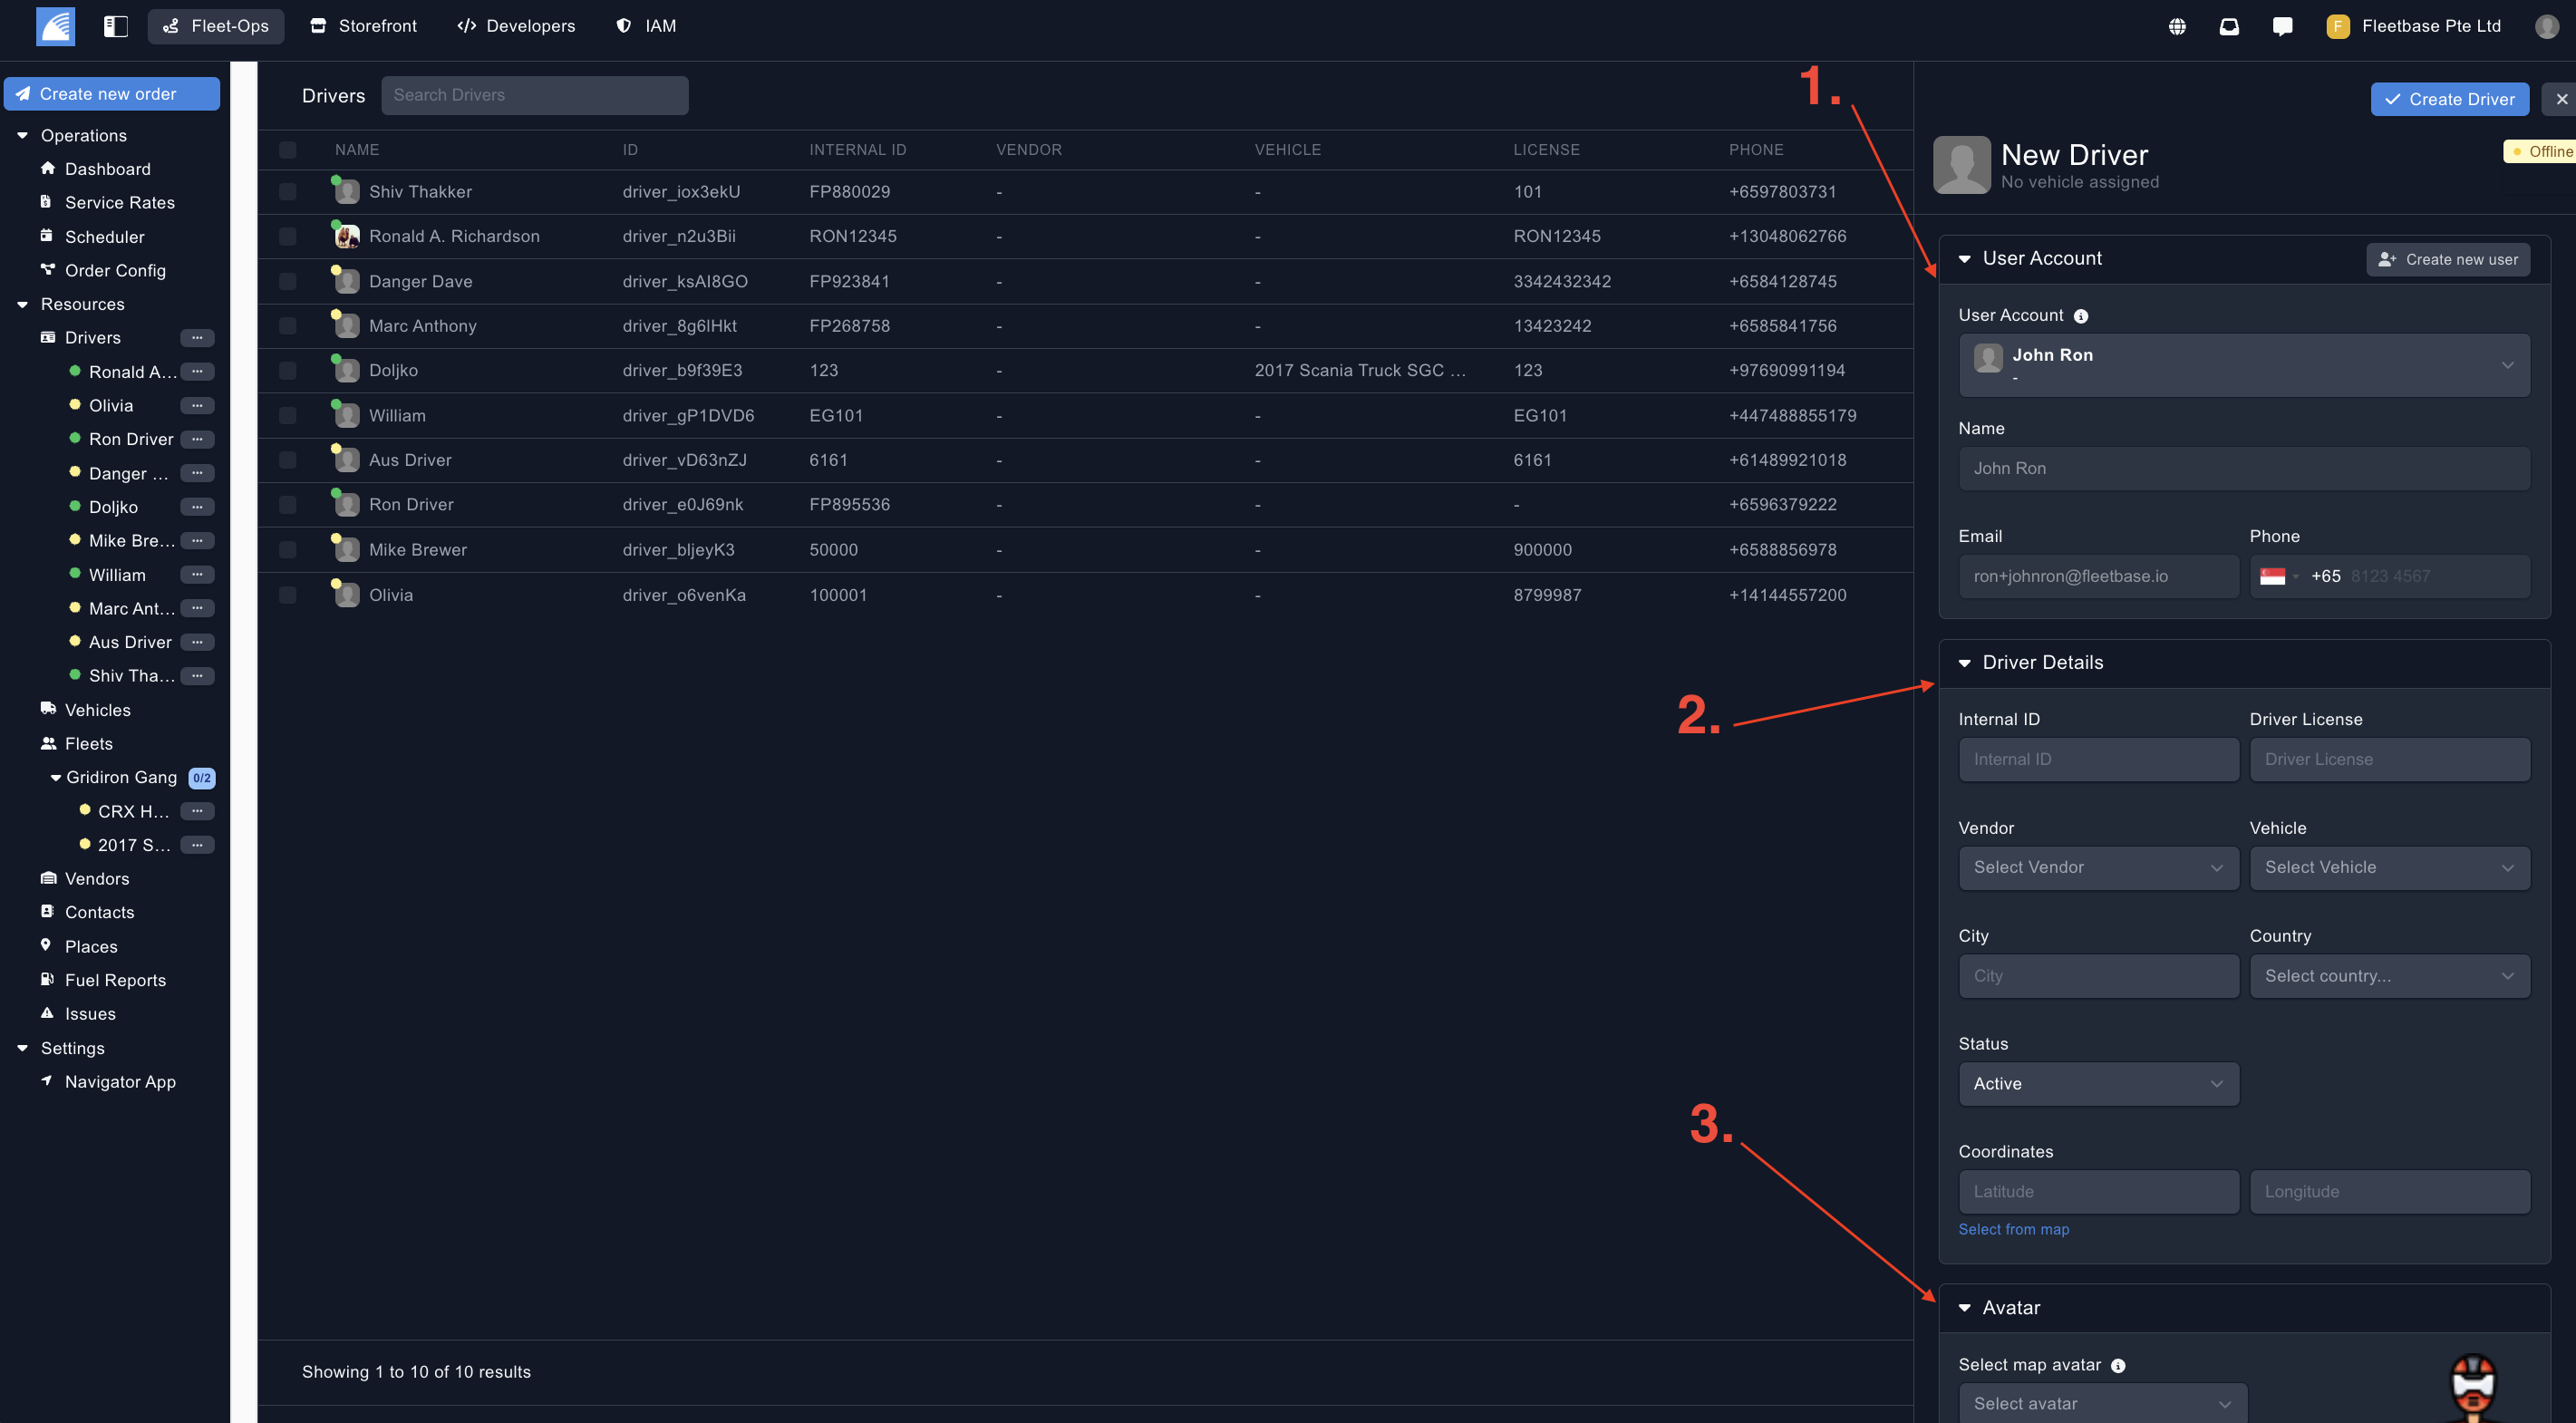 Fleet-Ops Storefront Developers IAM F Fleetbase Pte Ltd
Create new order
Operations
Dashboard
Service Rates
Scheduler
Order Config
Resources
Drivers ...
Ronald A... ...
Olivia ...
Ron Driver ...
Danger ... ...
Doljko ...
Mike Bre... ...
William ...
Marc Ant... ...
Aus Driver ...
Shiv Tha... ...
Vehicles
Fleets
Gridiron Gang 0/2
CRX H... ...
2017 S... ...
Vendors
Contacts
Places
Fuel Reports
Issues
Settings
Navigator App
Drivers Search Drivers
NAME ID INTERNAL ID VENDOR VEHICLE LICENSE PHONE
Shiv Thakker driver_iox3ekU FP880029 - - 101 +6597803731
Ronald A. Richardson driver_n2u3Bii RON12345 - - RON12345 +13048062766
Danger Dave driver_ksAI8GO FP923841 - - 3342432342 +6584128745
Marc Anthony driver_8g6lHkt FP268758 - - 13423242 +6585841756
Doljko driver_b9f39E3 123 - 2017 Scania Truck SGC ... 123 +97690991194
William driver_gP1DVD6 EG101 - - EG101 +447488855179
Aus Driver driver_vD63nZJ 6161 - - 6161 +61489921018
Ron Driver driver_e0J69nk FP895536 - - - +6596379222
Mike Brewer driver_bljeyK3 50000 - - 900000 +6588856978
Olivia driver_o6venKa 100001 - - 8799987 +14144557200
Showing 1 to 10 of 10 results
1.
2.
3.
Create Driver
New Driver
Offline
No vehicle assigned
User Account Create new user
User Account
John Ron
-
Name
John Ron
Email Phone
ron+johnron@fleetbase.io +65 8123 4567
Driver Details
Internal ID Driver License
Internal ID Driver License
Vendor Vehicle
Select Vendor Select Vehicle
City Country
City Select country...
Status
Active
Coordinates
Latitude Longitude
Select from map
Avatar
Select map avatar
Select avatar